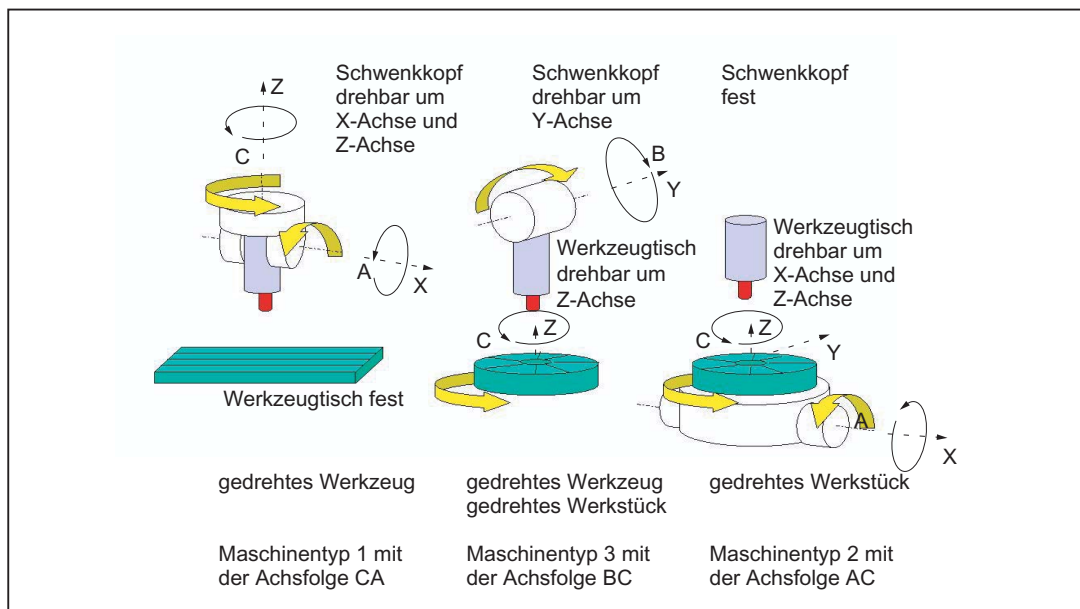 Schwenkkopf
drehbar um
X-Achse und
Z-Achse
Z
C
A
X
Werkzeugtisch fest
gedrehtes Werkzeug
Maschinentyp 1 mit
der Achsfolge CA
Schwenkkopf
drehbar um
Y-Achse
B
Y
Werkzeugtisch
drehbar um
Z-Achse
C
Z
gedrehtes Werkzeug
gedrehtes Werkstück
Maschinentyp 3 mit
der Achsfolge BC
Schwenkkopf
fest
Werkzeugtisch
drehbar um
X-Achse und
Z-Achse
C
Z
Y
A
X
gedrehtes Werkstück
Maschinentyp 2 mit
der Achsfolge AC